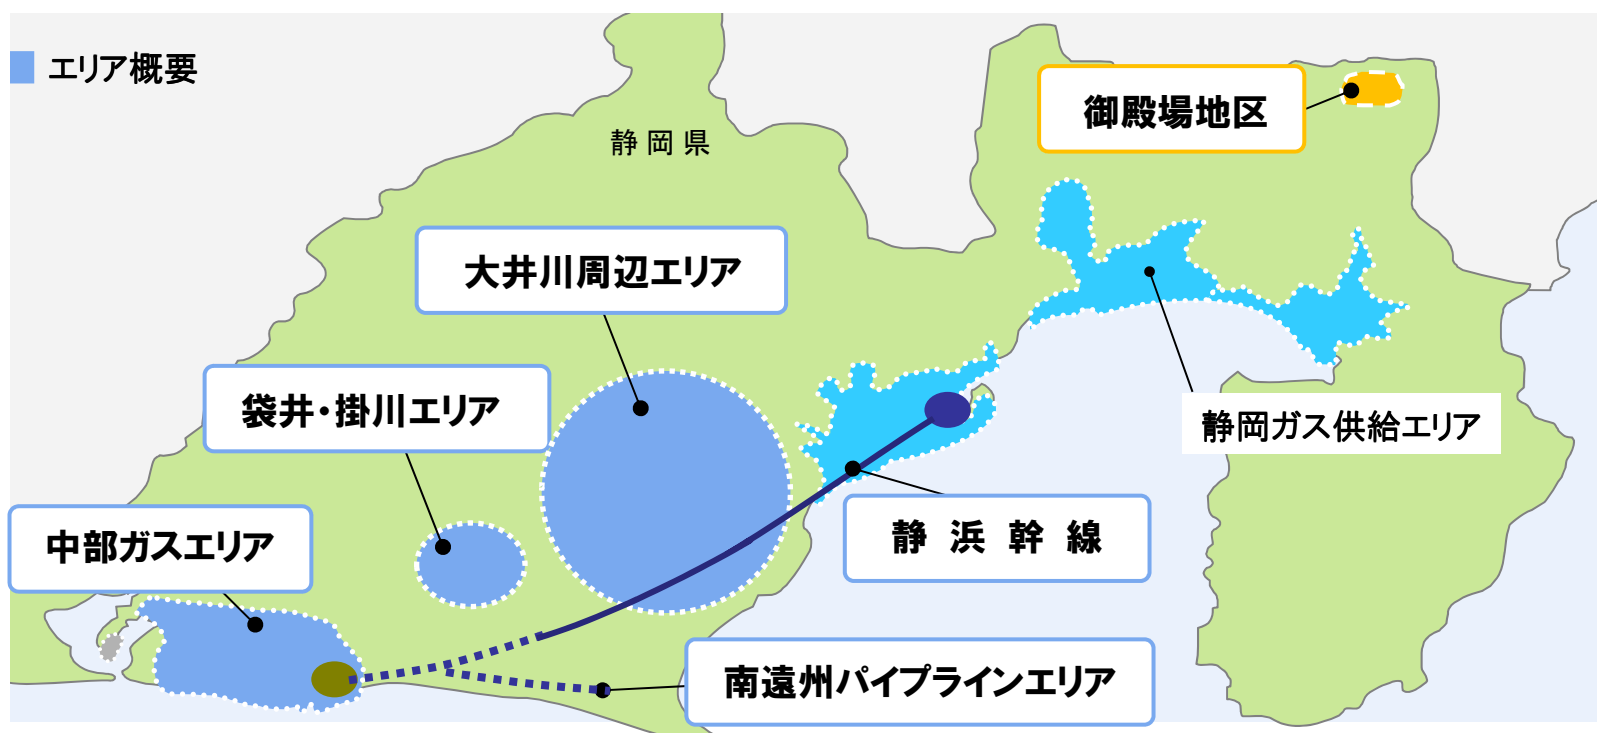 エリア概要
御殿場地区
静岡県
大井川周辺エリア
袋井・掛川エリア
静岡ガス供給エリア
中部ガスエリア
静浜幹線
南遠州パイプラインエリア